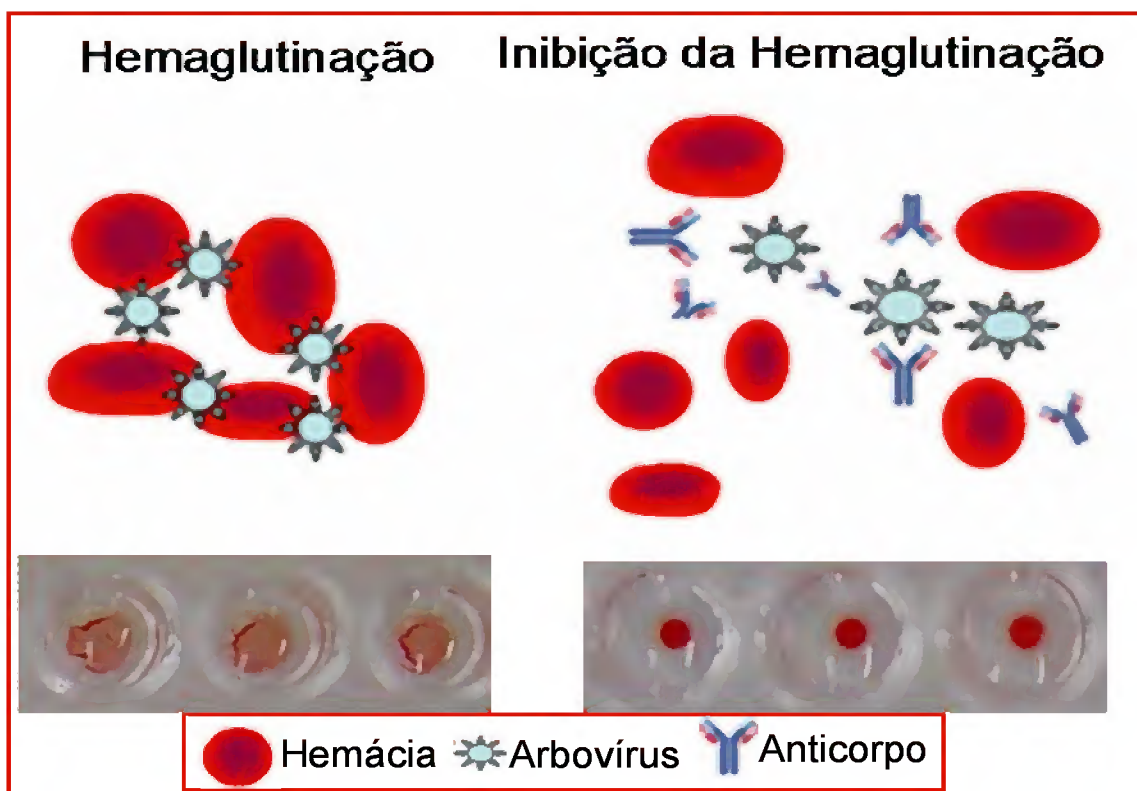 Hemaglutinação
Inibição da Hemaglutinação
Hemácia
Arbovírus
Anticorpo